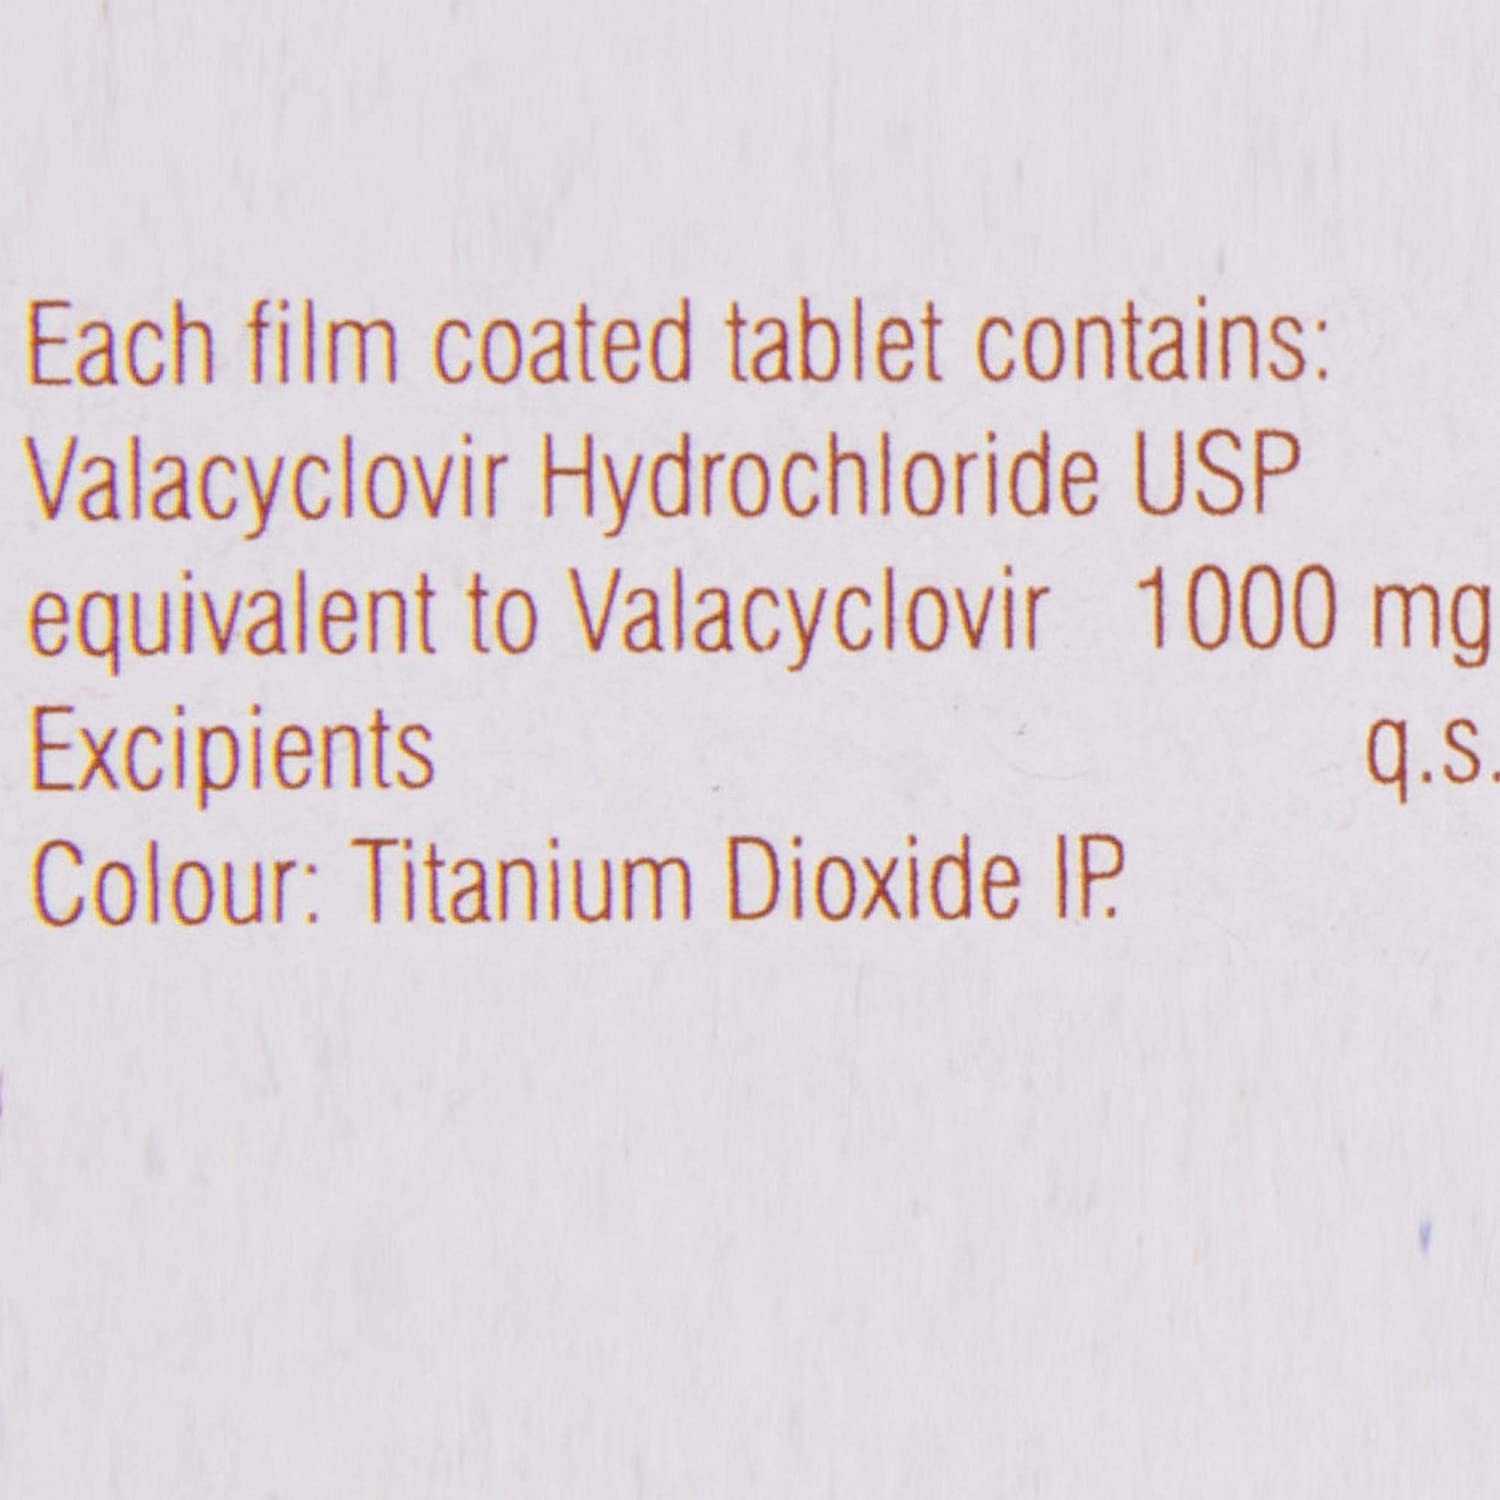 Each film coated tablet contains:
Valacyclovir Hydrochloride USP
equivalent to Valacyclovir 1000 mg
Excipients q.s.
Colour: Titanium Dioxide IP.